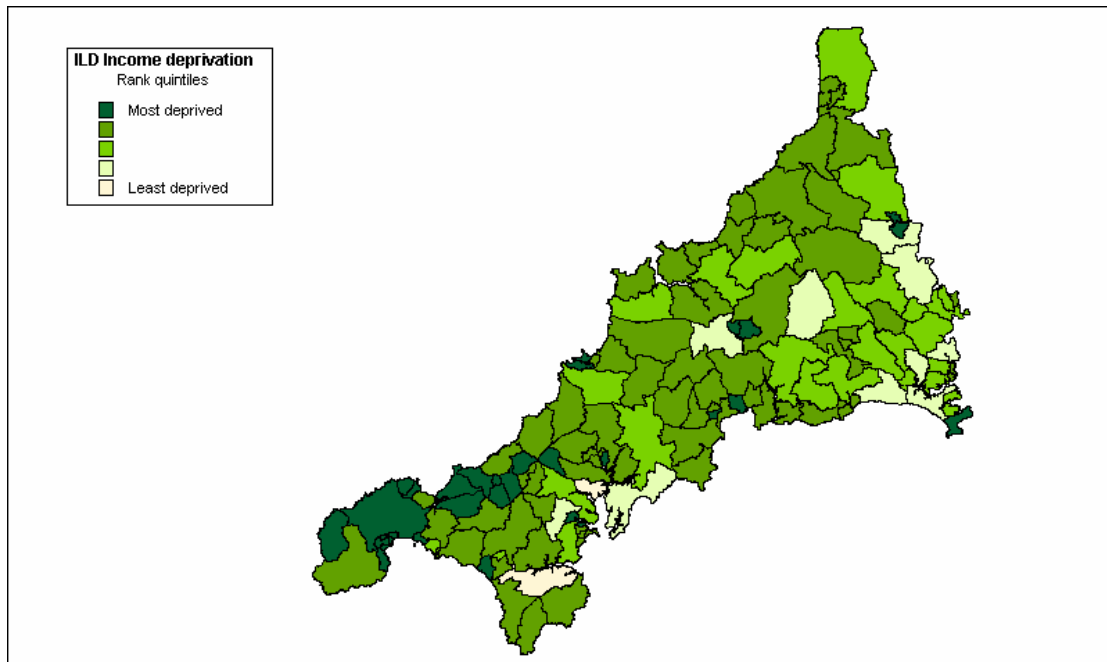 ILD Income deprivation
Rank quintiles
Most deprived
Least deprived